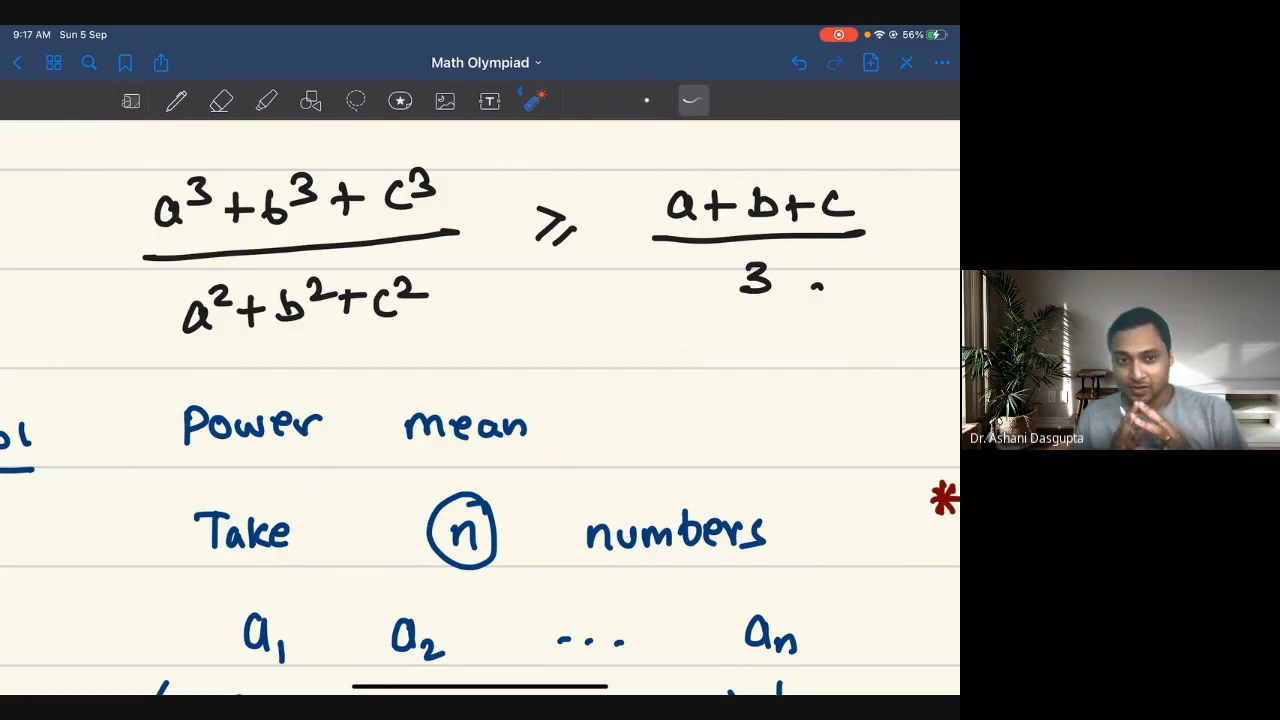 9:17 AM Sun 5 Sep
56%
Math Olympiad
T
a³ + b³ + c³
a² + b² + c²
⩾
a + b + c
3 .
Power mean
Take n numbers
*
a₁ a₂ ... aₙ
Dr. Ashani Dasgupta